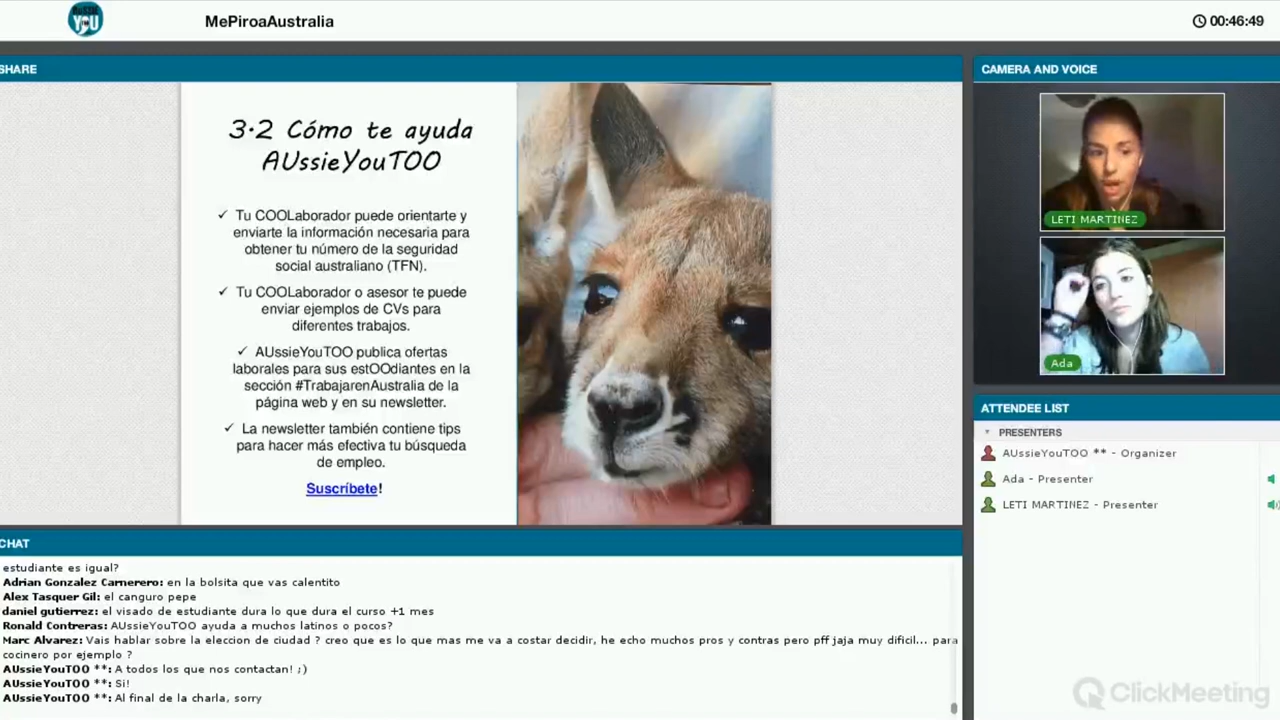 AUSSIE YOU
MePiroaAustralia
00:46:49
SHARE
3.2 Cómo te ayuda
AUssieYouTOO
✓ Tu COOLaborador puede orientarte y
enviarte la información necesaria para
obtener tu número de la seguridad
social australiano (TFN).
✓ Tu COOLaborador o asesor te puede
enviar ejemplos de CVs para
diferentes trabajos.
✓ AUssieYouTOO publica ofertas
laborales para sus estOOdiantes en la
sección #TrabajarenAustralia de la
página web y en su newsletter.
✓ La newsletter también contiene tips
para hacer más efectiva tu búsqueda
de empleo.
Suscríbete!
CAMERA AND VOICE
LETI MARTINEZ
Ada
ATTENDEE LIST
PRESENTERS
AUssieYouTOO ** - Organizer
Ada - Presenter
LETI MARTINEZ - Presenter
CHAT
estudiante es igual?
Adrian Gonzalez Carnerero: en la bolsita que vas calentito
Alex Tasquer Gil: el canguro pepe
daniel gutierrez: el visado de estudiante dura lo que dura el curso +1 mes
Ronald Contreras: AUssieYouTOO ayuda a muchos latinos o pocos?
Marc Alvarez: Vais hablar sobre la eleccion de ciudad ? creo que es lo que mas me va a costar decidir, he echo muchos pros y contras pero pff jaja muy dificil... para
cocinero por ejemplo ?
AUssieYouTOO **: A todos los que nos contactan! ;)
AUssieYouTOO **: Si!
AUssieYouTOO **: Al final de la charla, sorry
ClickMeeting